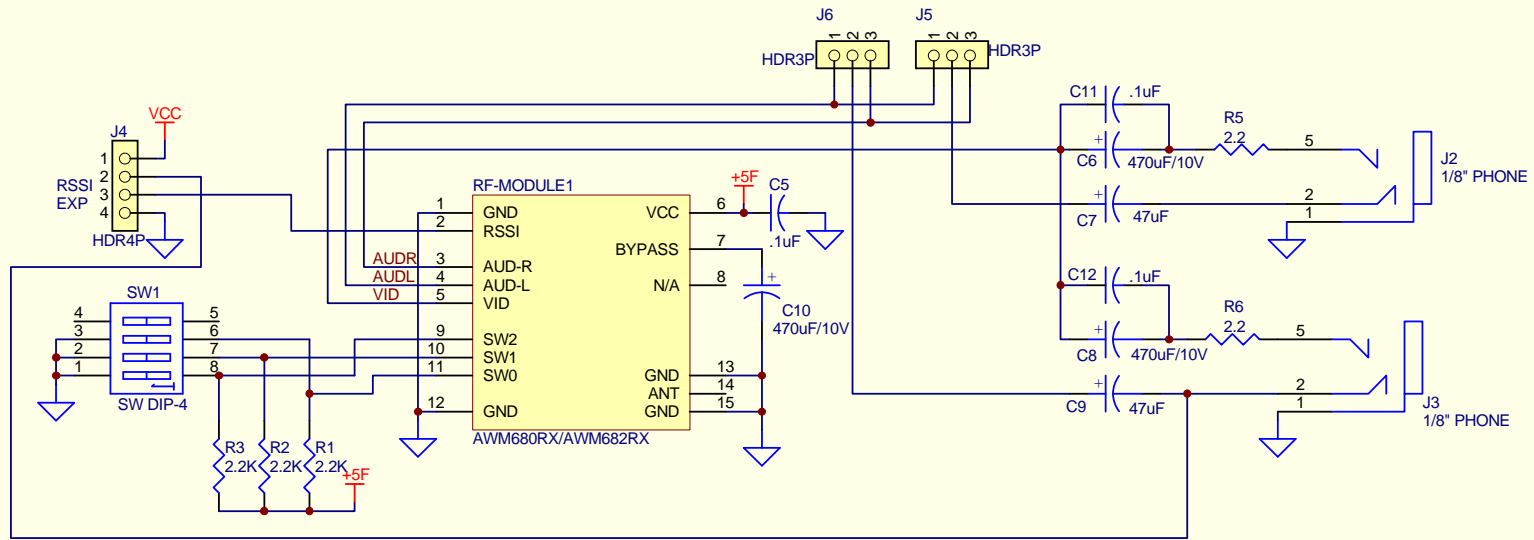 J6
J5
1 2 3
1 2 3
HDR3P
HDR3P
VCC
J4
1
2
3
4
RSSI
EXP
HDR4P
C11
.1uF
+
C6
470uF/10V
R5
2.2
5
2
1
J2
1/8" PHONE
+
C7
47uF
RF-MODULE1
+5F
C5
.1uF
1
GND
2
RSSI
3
AUD-R
4
AUD-L
5
VID
9
SW2
10
SW1
11
SW0
12
GND
VCC
6
BYPASS
7
N/A
8
GND
13
ANT
14
GND
15
AWM680RX/AWM682RX
AUDR
AUDL
VID
+
C10
470uF/10V
C12
.1uF
+
C8
470uF/10V
R6
2.2
5
2
1
J3
1/8" PHONE
+
C9
47uF
SW1
4
3
2
1
5
6
7
8
SW DIP-4
R3
2.2K
R2
2.2K
R1
2.2K
+5F